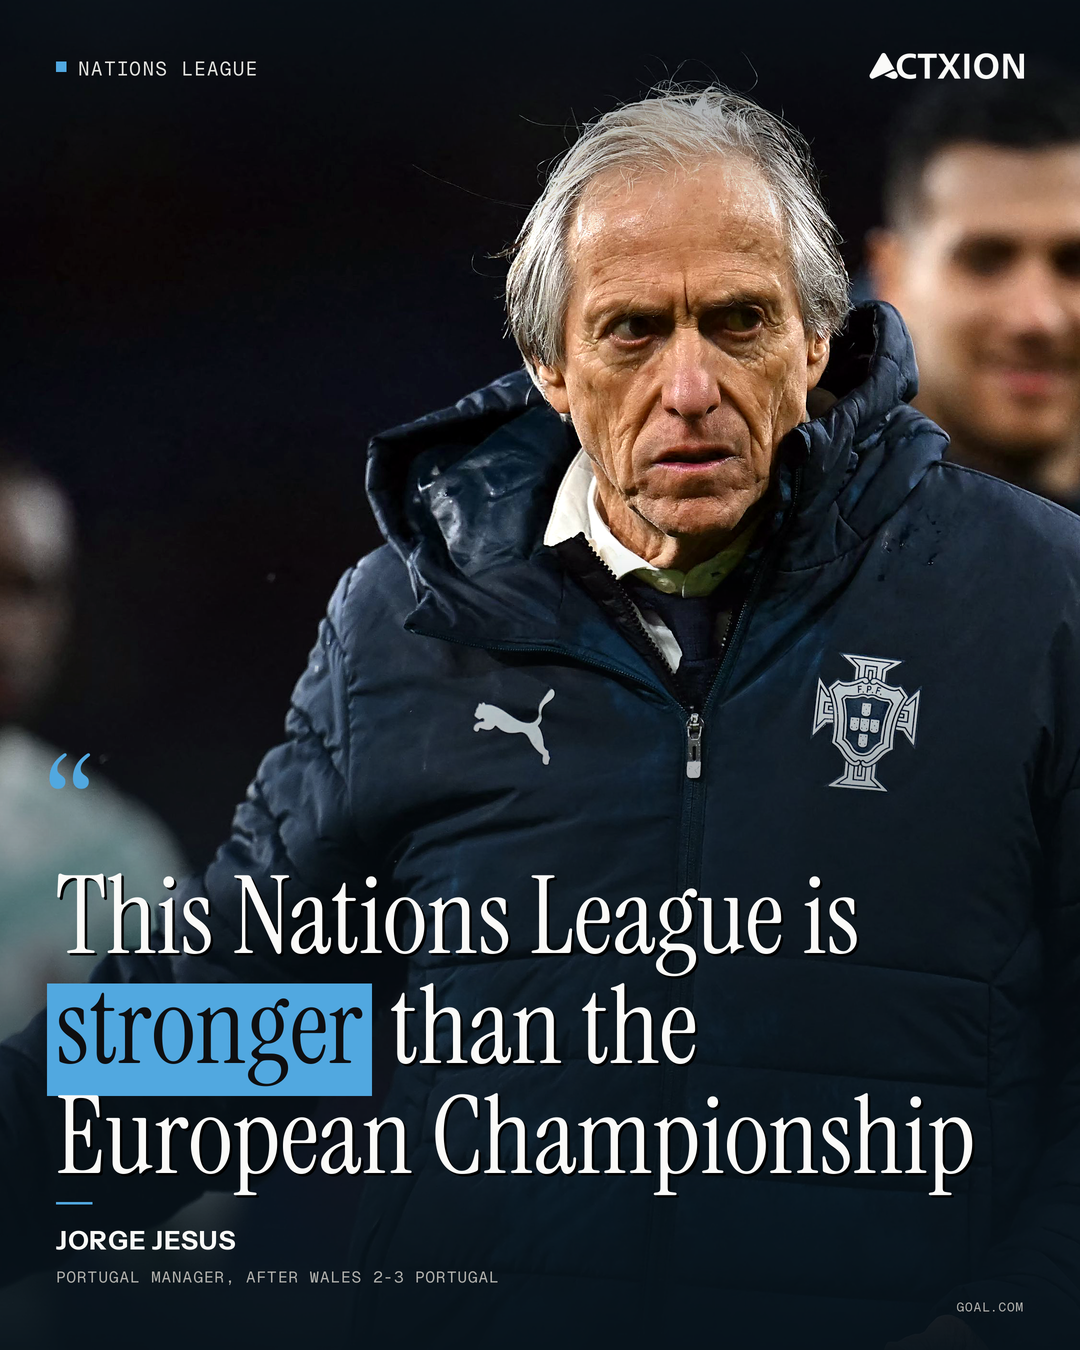 NATIONS LEAGUE
ACTXION
F.P.F.
“
This Nations League is
stronger than the
European Championship
JORGE JESUS
PORTUGAL MANAGER, AFTER WALES 2-3 PORTUGAL
GOAL.COM